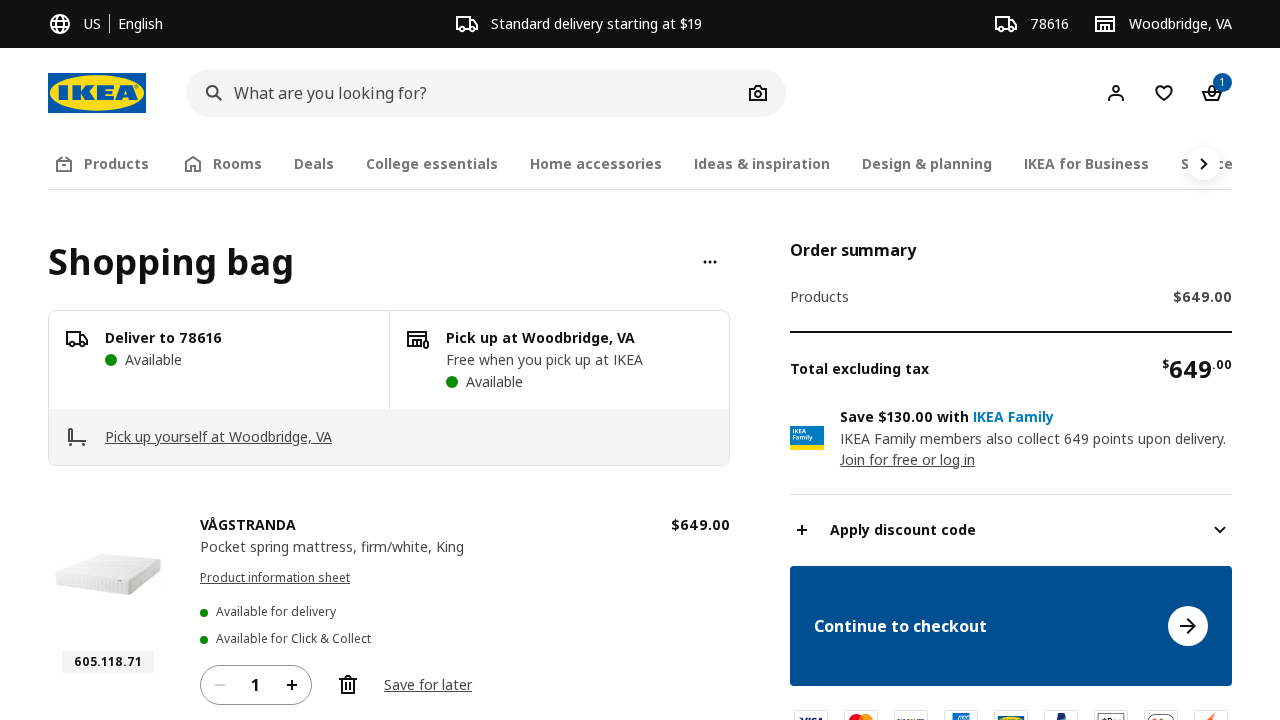 US
English
Standard delivery starting at $19
78616
Woodbridge, VA
IKEA
What are you looking for?
1
Products
Rooms
Deals
College essentials
Home accessories
Ideas & inspiration
Design & planning
IKEA for Business
Shopping bag
Deliver to 78616
Available
Pick up at Woodbridge, VA
Free when you pick up at IKEA
Available
Pick up yourself at Woodbridge, VA
VÅGSTRANDA
$649.00
Pocket spring mattress, firm/white, King
Product information sheet
Available for delivery
Available for Click & Collect
605.118.71
1
Save for later
Order summary
Products
$649.00
Total excluding tax
$649.00
IKEA
Family
Save $130.00 with IKEA Family
IKEA Family members also collect 649 points upon delivery.
Join for free or log in
Apply discount code
Continue to checkout